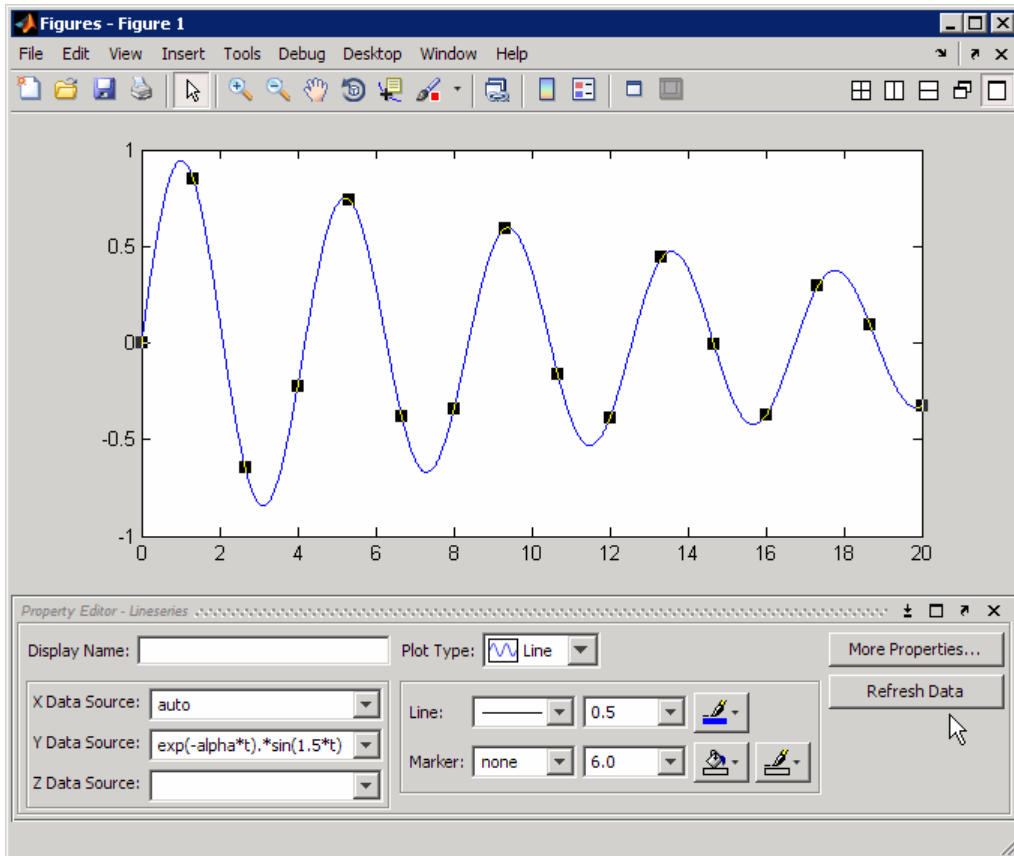 Figures - Figure 1
File Edit View Insert Tools Debug Desktop Window Help
1
0.5
0
-0.5
-1
0 2 4 6 8 10 12 14 16 18 20
Property Editor - Lineseries
Display Name: Plot Type: Line More Properties...
Refresh Data
X Data Source: auto
Y Data Source: exp(-alpha*t).*sin(1.5*t)
Z Data Source:
Line: 0.5
Marker: none 6.0